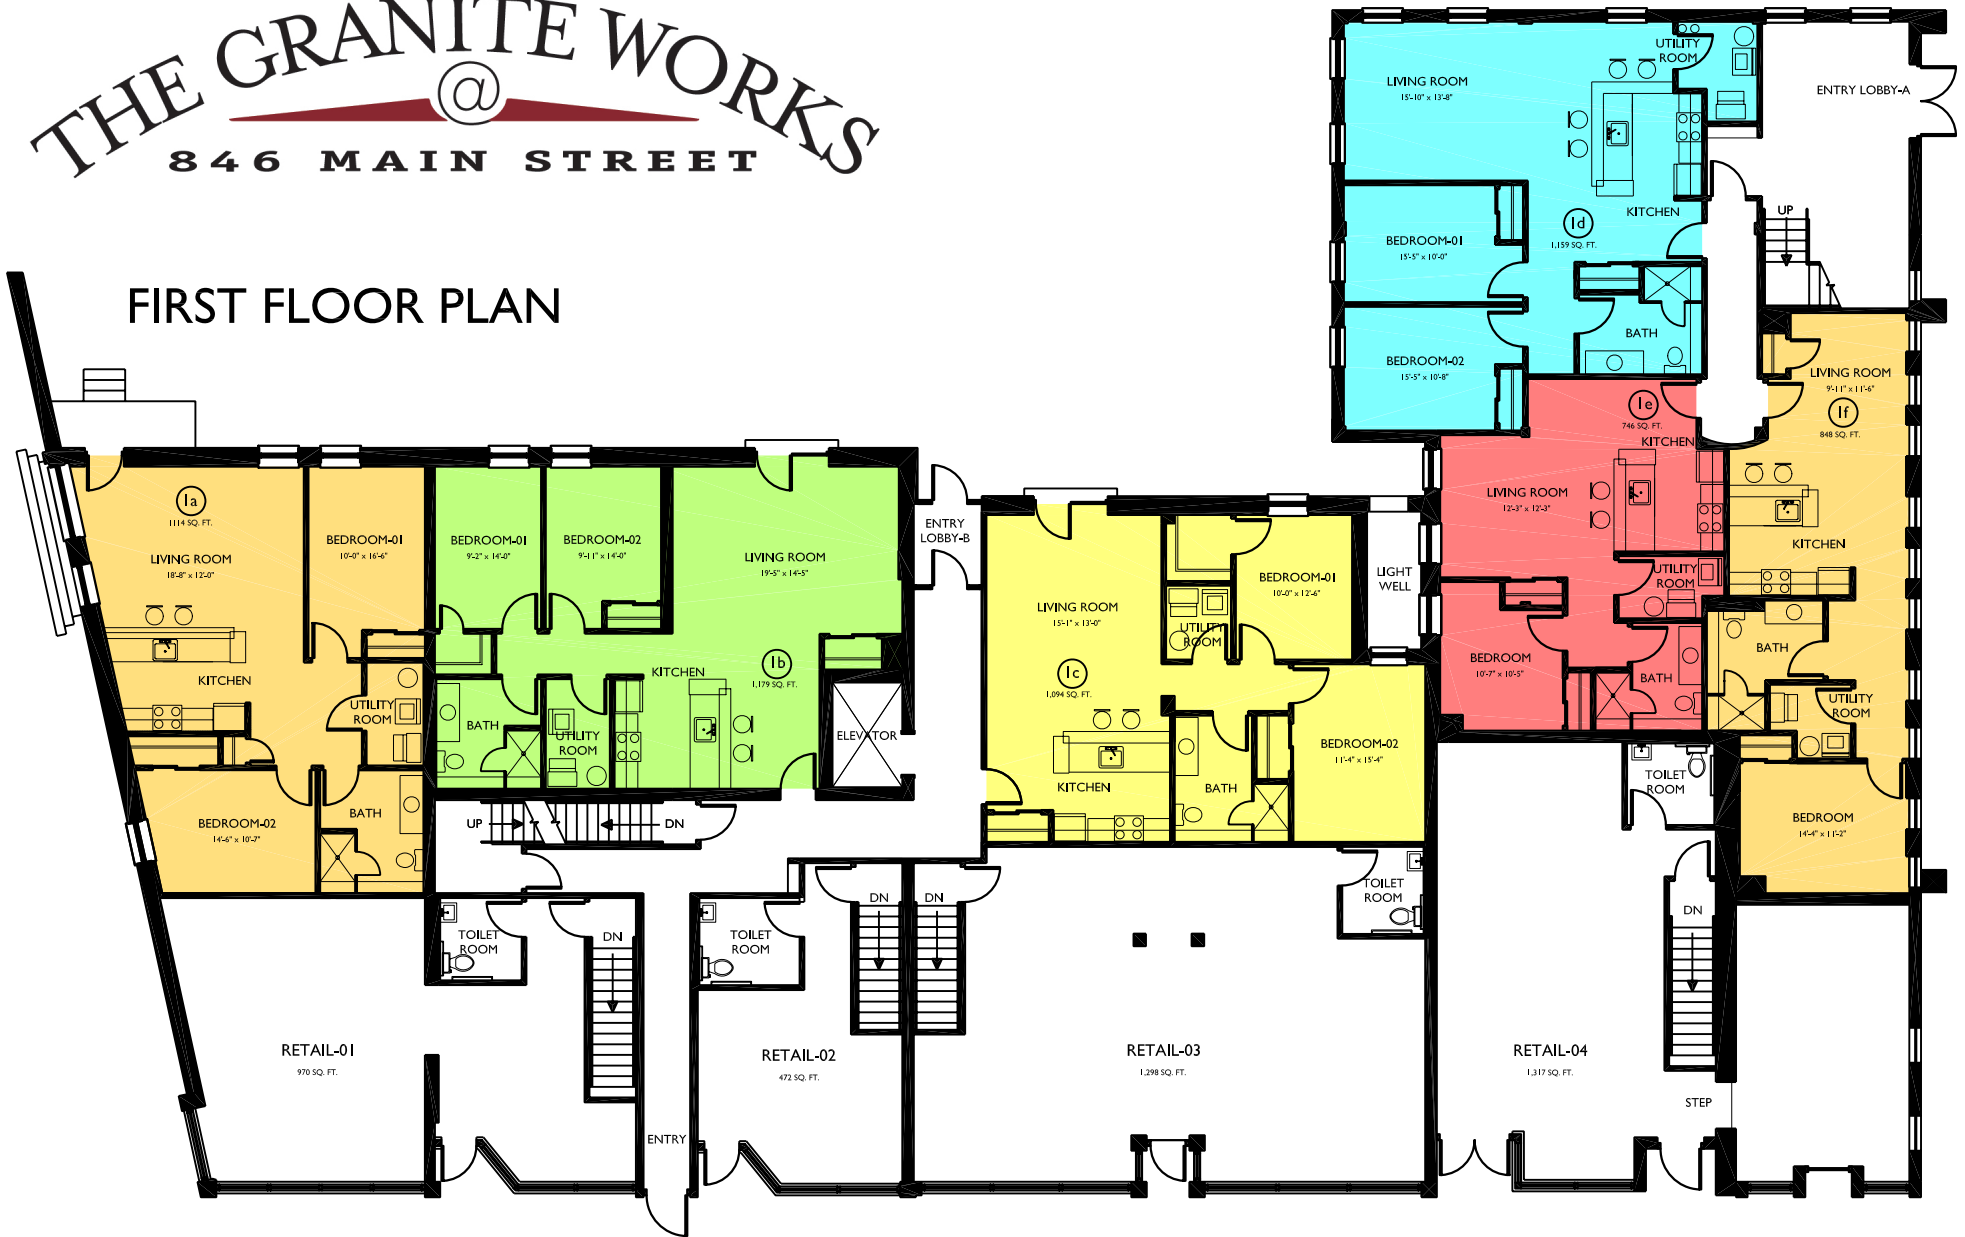 THE GRANITE WORKS
@
846 MAIN STREET
FIRST FLOOR PLAN
1a
1114 SQ. FT.
LIVING ROOM
18'-8" x 12'-0"
BEDROOM-01
10'-0" x 16'-6"
KITCHEN
UTILITY
ROOM
BEDROOM-02
14'-6" x 10'-7"
BATH
BEDROOM-01
9'-2" x 14'-0"
BEDROOM-02
9'-11" x 14'-0"
LIVING ROOM
19'-5" x 14'-5"
KITCHEN
1b
1,179 SQ. FT.
BATH
UTILITY
ROOM
ELEVATOR
UP
DN
ENTRY
LOBBY-B
LIVING ROOM
15'-1" x 13'-0"
1c
1,094 SQ. FT.
UTILITY
ROOM
BEDROOM-01
10'-0" x 12'-6"
BEDROOM-02
11'-4" x 15'-4"
KITCHEN
BATH
LIGHT
WELL
LIVING ROOM
15'-10" x 13'-8"
UTILITY
ROOM
KITCHEN
1d
1,159 SQ. FT.
BEDROOM-01
15'-5" x 10'-0"
BEDROOM-02
15'-5" x 10'-8"
BATH
ENTRY LOBBY-A
UP
1e
746 SQ. FT.
KITCHEN
LIVING ROOM
12'-3" x 12'-3"
UTILITY
ROOM
BEDROOM
10'-7" x 10'-5"
BATH
LIVING ROOM
9'-11" x 11'-6"
1f
848 SQ. FT.
KITCHEN
BATH
UTILITY
ROOM
BEDROOM
14'-4" x 11'-2"
TOILET
ROOM
DN
RETAIL-01
970 SQ. FT.
ENTRY
TOILET
ROOM
DN
RETAIL-02
472 SQ. FT.
DN
TOILET
ROOM
RETAIL-03
1,298 SQ. FT.
TOILET
ROOM
DN
RETAIL-04
1,317 SQ. FT.
STEP